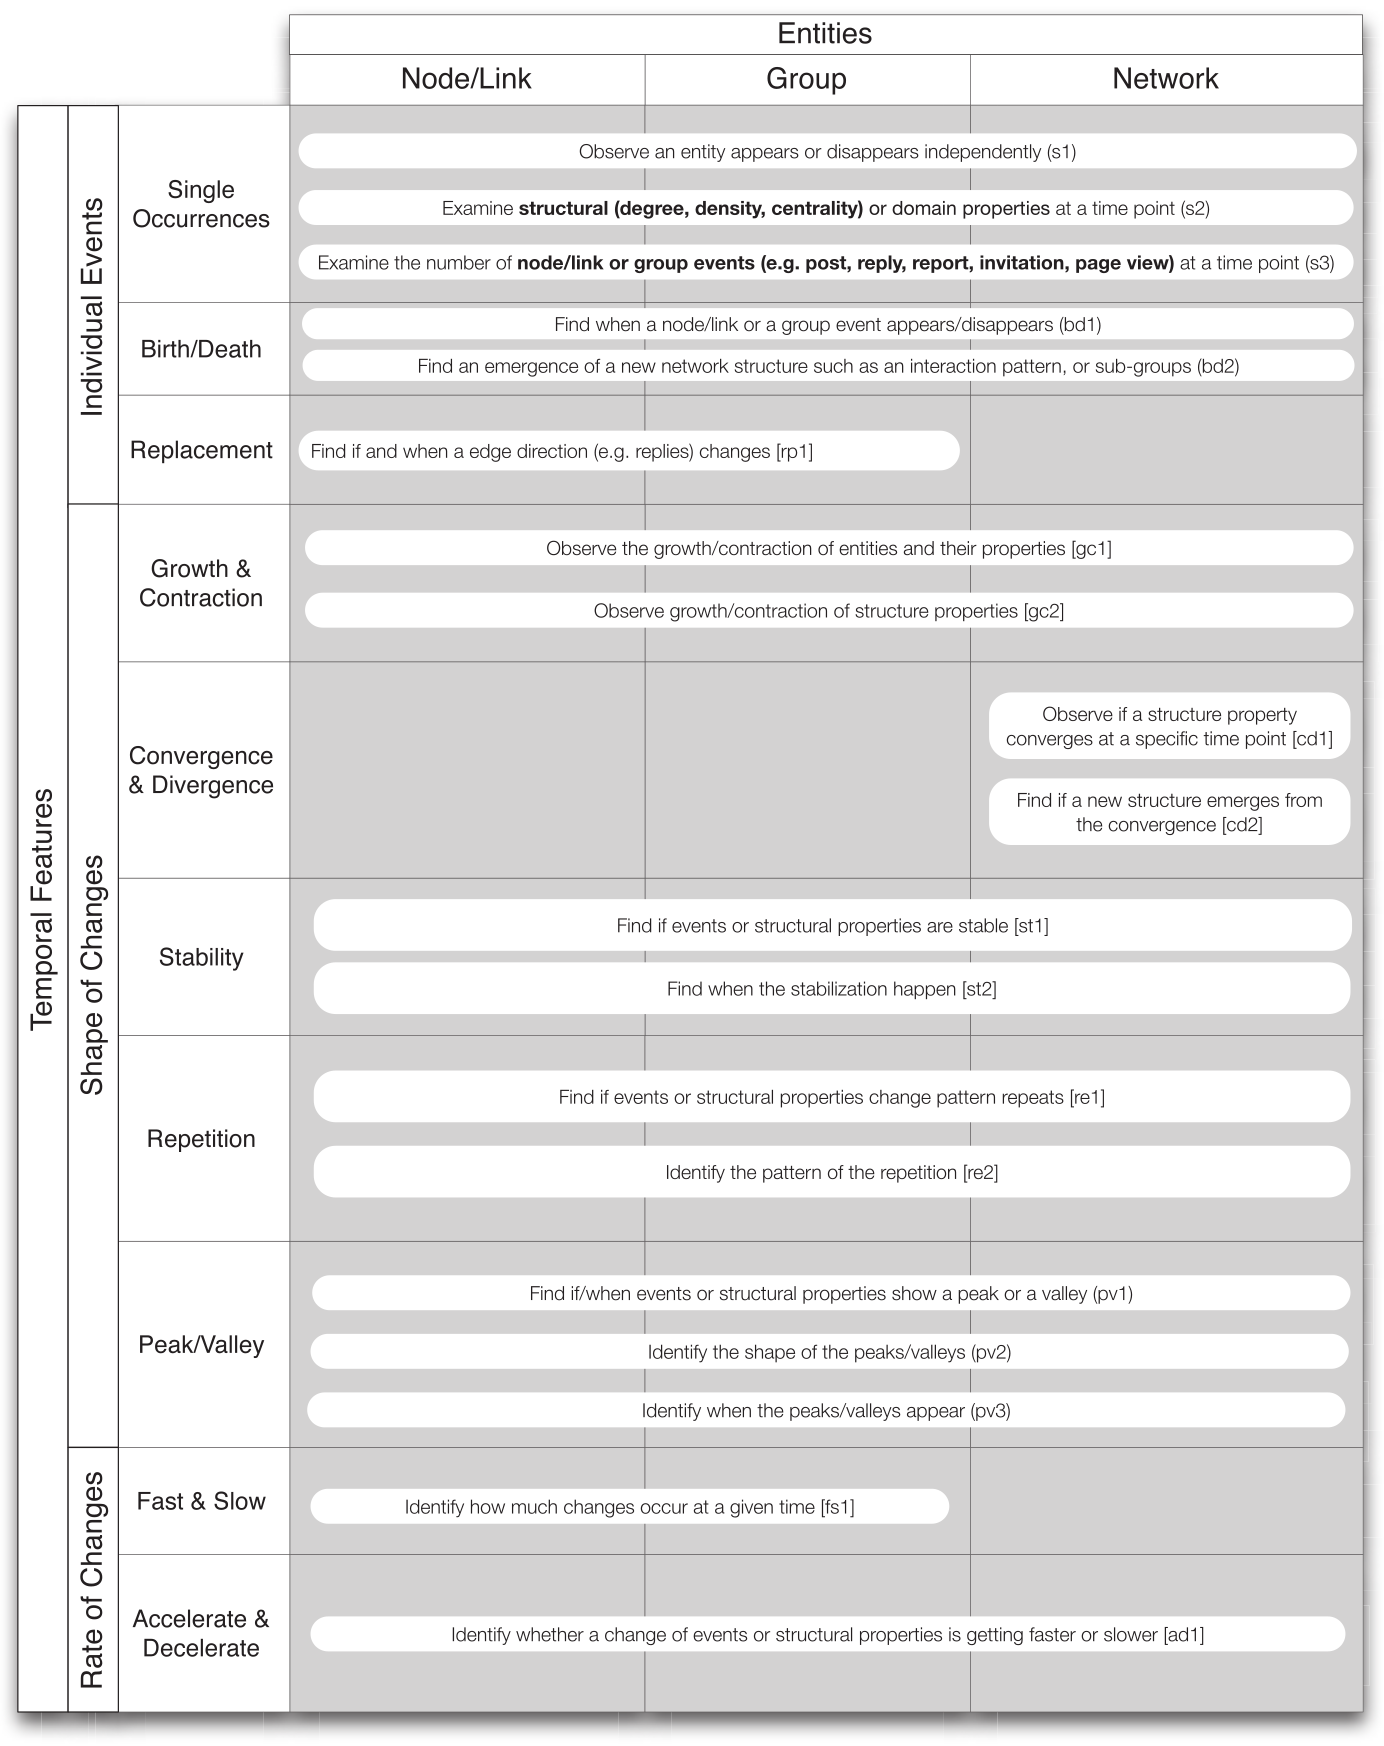 Entities
Node/Link
Group
Network
Temporal Features
Individual Events
Single
Occurrences
Observe an entity appears or disappears independently (s1)
Examine structural (degree, density, centrality) or domain properties at a time point (s2)
Examine the number of node/link or group events (e.g. post, reply, report, invitation, page view) at a time point (s3)
Birth/Death
Find when a node/link or a group event appears/disappears (bd1)
Find an emergence of a new network structure such as an interaction pattern, or sub-groups (bd2)
Replacement
Find if and when a edge direction (e.g. replies) changes [rp1]
Shape of Changes
Growth &
Contraction
Observe the growth/contraction of entities and their properties [gc1]
Observe growth/contraction of structure properties [gc2]
Convergence
& Divergence
Observe if a structure property
converges at a specific time point [cd1]
Find if a new structure emerges from
the convergence [cd2]
Stability
Find if events or structural properties are stable [st1]
Find when the stabilization happen [st2]
Repetition
Find if events or structural properties change pattern repeats [re1]
Identify the pattern of the repetition [re2]
Peak/Valley
Find if/when events or structural properties show a peak or a valley (pv1)
Identify the shape of the peaks/valleys (pv2)
Identify when the peaks/valleys appear (pv3)
Rate of Changes
Fast & Slow
Identify how much changes occur at a given time [fs1]
Accelerate &
Decelerate
Identify whether a change of events or structural properties is getting faster or slower [ad1]